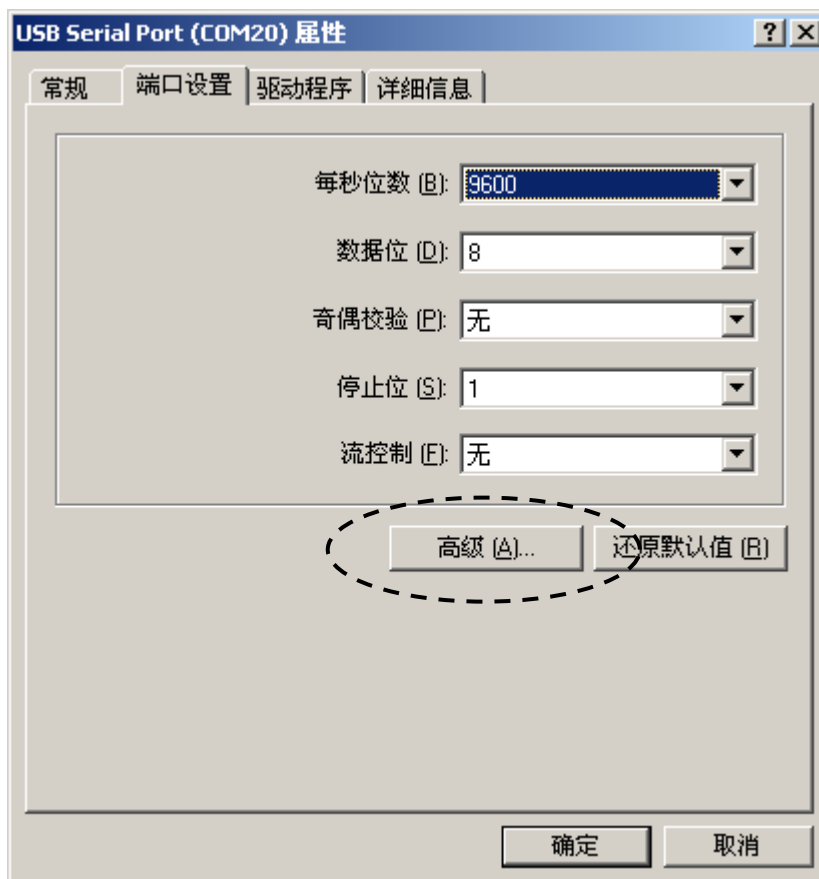 USB Serial Port (COM20) 属性
常规 端口设置 驱动程序 详细信息
每秒位数 (B): 9600
数据位 (D): 8
奇偶校验 (P): 无
停止位 (S): 1
流控制 (F): 无
高级 (A)... 还原默认值 (R)
确定 取消